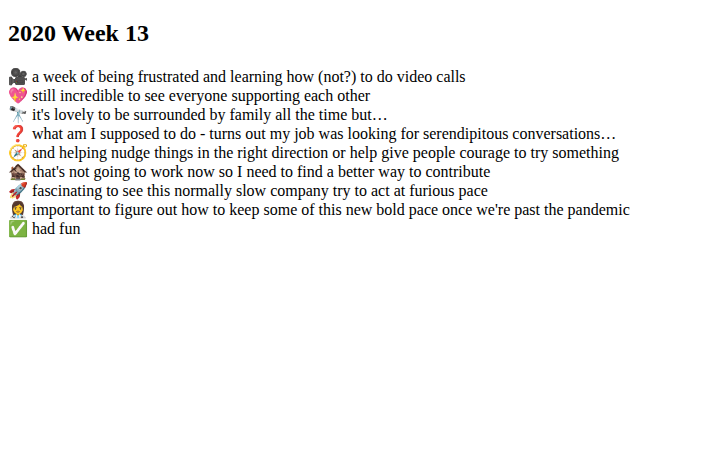 2020 Week 13
🎥 a week of being frustrated and learning how (not?) to do video calls
💖 still incredible to see everyone supporting each other
🔭 it's lovely to be surrounded by family all the time but…
❓ what am I supposed to do - turns out my job was looking for serendipitous conversations…
🧭 and helping nudge things in the right direction or help give people courage to try something
🏚️ that's not going to work now so I need to find a better way to contribute
🚀 fascinating to see this normally slow company try to act at furious pace
👩‍⚕️ important to figure out how to keep some of this new bold pace once we're past the pandemic
✅ had fun